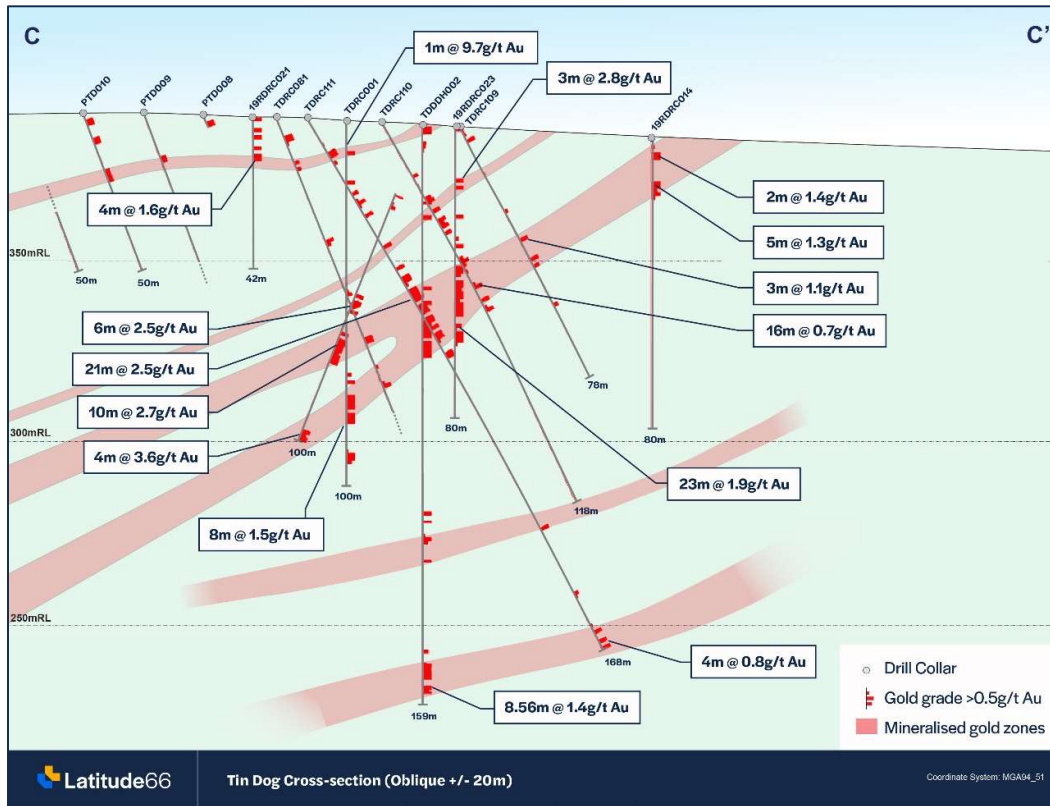 C
C'
1m @ 9.7g/t Au
3m @ 2.8g/t Au
PTD010
PTD009
PTD008
19RDRC021
TDRC081
TDRC111
TDRC001
TDRC110
TDDDH002
19RDRC023
TDRC109
19RDRC014
4m @ 1.6g/t Au
2m @ 1.4g/t Au
5m @ 1.3g/t Au
350mRL
50m
50m
42m
3m @ 1.1g/t Au
6m @ 2.5g/t Au
16m @ 0.7g/t Au
21m @ 2.5g/t Au
78m
10m @ 2.7g/t Au
80m
80m
300mRL
4m @ 3.6g/t Au
100m
100m
23m @ 1.9g/t Au
118m
8m @ 1.5g/t Au
250mRL
168m
4m @ 0.8g/t Au
159m
8.56m @ 1.4g/t Au
Drill Collar
Gold grade >0.5g/t Au
Mineralised gold zones
Latitude66
Tin Dog Cross-section (Oblique +/- 20m)
Coordinate System: MGA94_51